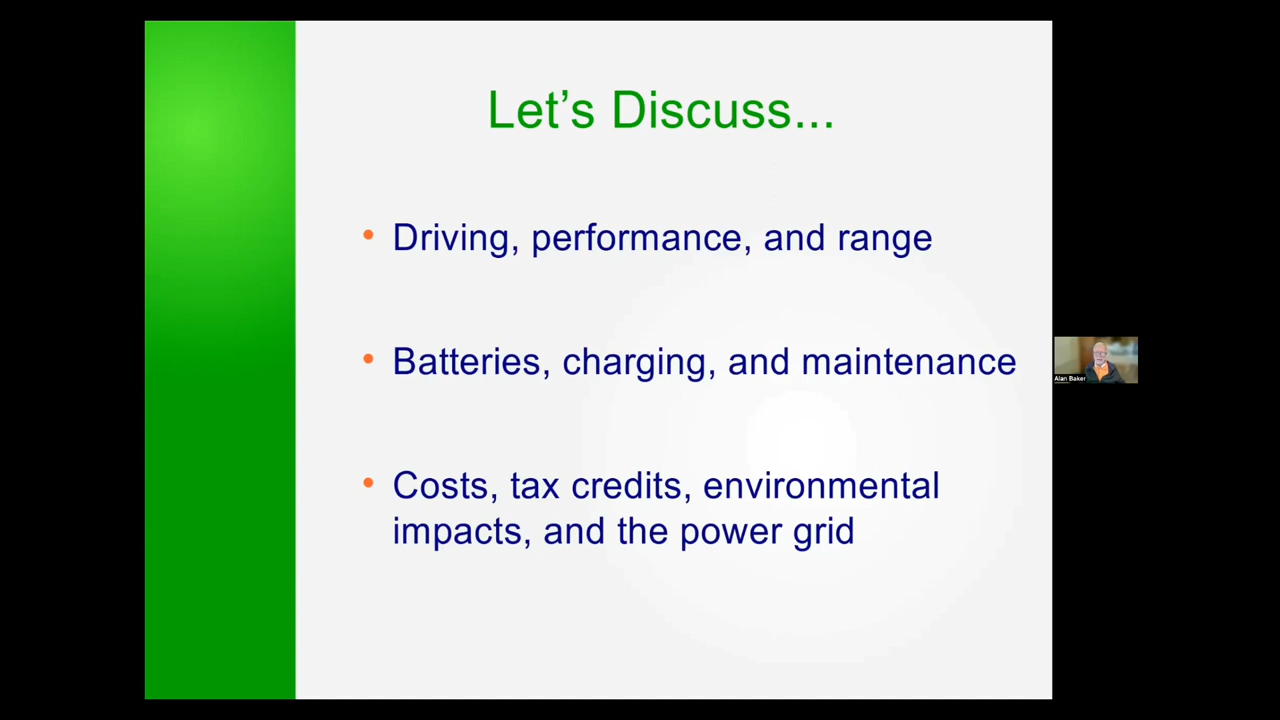 Let’s Discuss...
• Driving, performance, and range
• Batteries, charging, and maintenance
• Costs, tax credits, environmental
impacts, and the power grid
Alan Baker